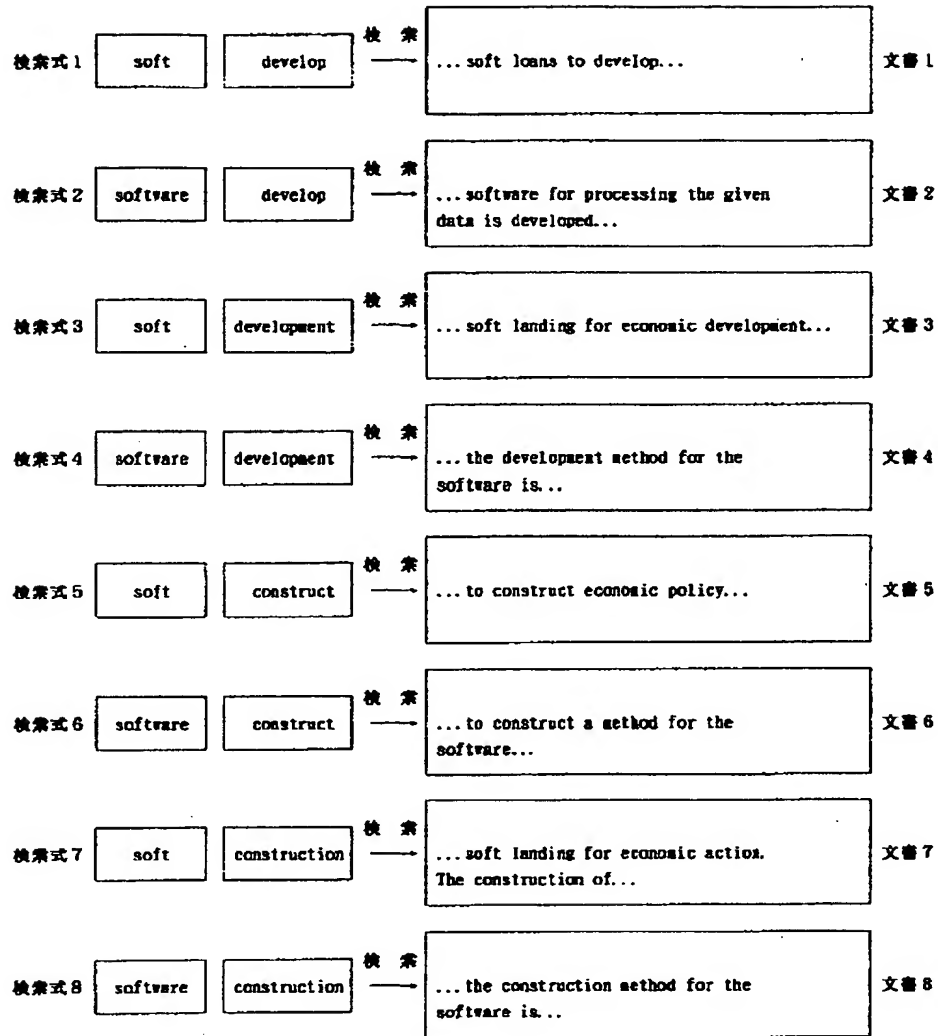 検索式1 soft develop 検索 ...soft loans to develop... 文書1
検索式2 software develop 検索 ...software for processing the given
data is developed... 文書2
検索式3 soft development 検索 ...soft landing for economic development... 文書3
検索式4 software development 検索 ...the development method for the
software is... 文書4
検索式5 soft construct 検索 ...to construct economic policy... 文書5
検索式6 software construct 検索 ...to construct a method for the
software... 文書6
検索式7 soft construction 検索 ...soft landing for economic action.
The construction of... 文書7
検索式8 software construction 検索 ...the construction method for the
software is... 文書8